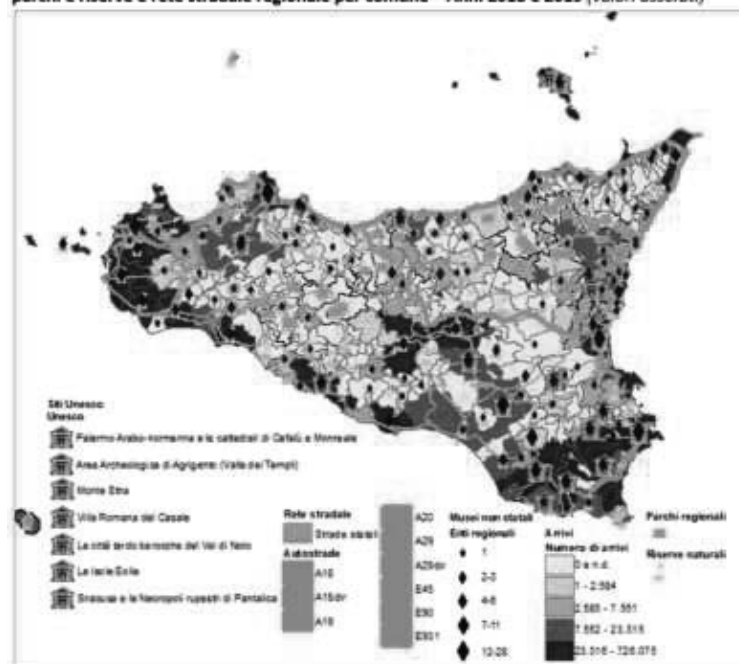 parchi e riserve e rete stradale regionale per comune - Anni 2018 e 2019 (valori assoluti)
Siti Unesco
Unesco
Palermo Arabo-normanna e le cattedrali di Cefalù e Monreale
Area Archeologica di Agrigento (Valle dei Templi)
Monte Etna
Villa Romana del Casale
Le città tardo barocche del Val di Noto
Le Isole Eolie
Siracusa e le Necropoli rupestri di Pantalica
Rete stradale
Strade statali
Autostrade
A18
A18dir
A19
A20
A29
A29dir
E45
E90
Musei non statali
Enti regionali
1
2-3
4-6
7-11
12-28
Arrivi
Numero di arrivi
0 e n.d.
1 - 2.584
2.585 - 7.551
7.552 - 23.515
23.516 - 726.075
Parchi regionali
Riserve naturali